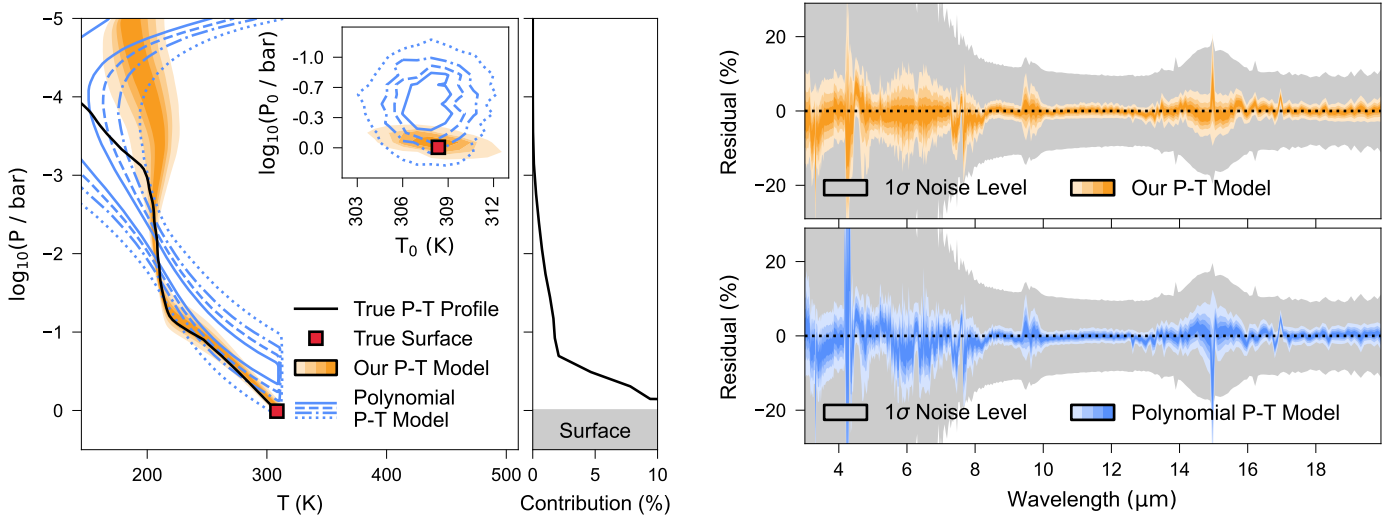 -5
-4
-3
-2
-1
0
log₁₀(P / bar)
200
300
400
500
T (K)
-1.0
-0.7
-0.3
0.0
log₁₀(P₀ / bar)
303
306
309
312
T₀ (K)
True P-T Profile
True Surface
Our P-T Model
Polynomial
P-T Model
Surface
0
5
10
Contribution (%)
20
0
−20
Residual (%)
1σ Noise Level
Our P-T Model
20
0
−20
Residual (%)
1σ Noise Level
Polynomial P-T Model
4
6
8
10
12
14
16
18
Wavelength (μm)